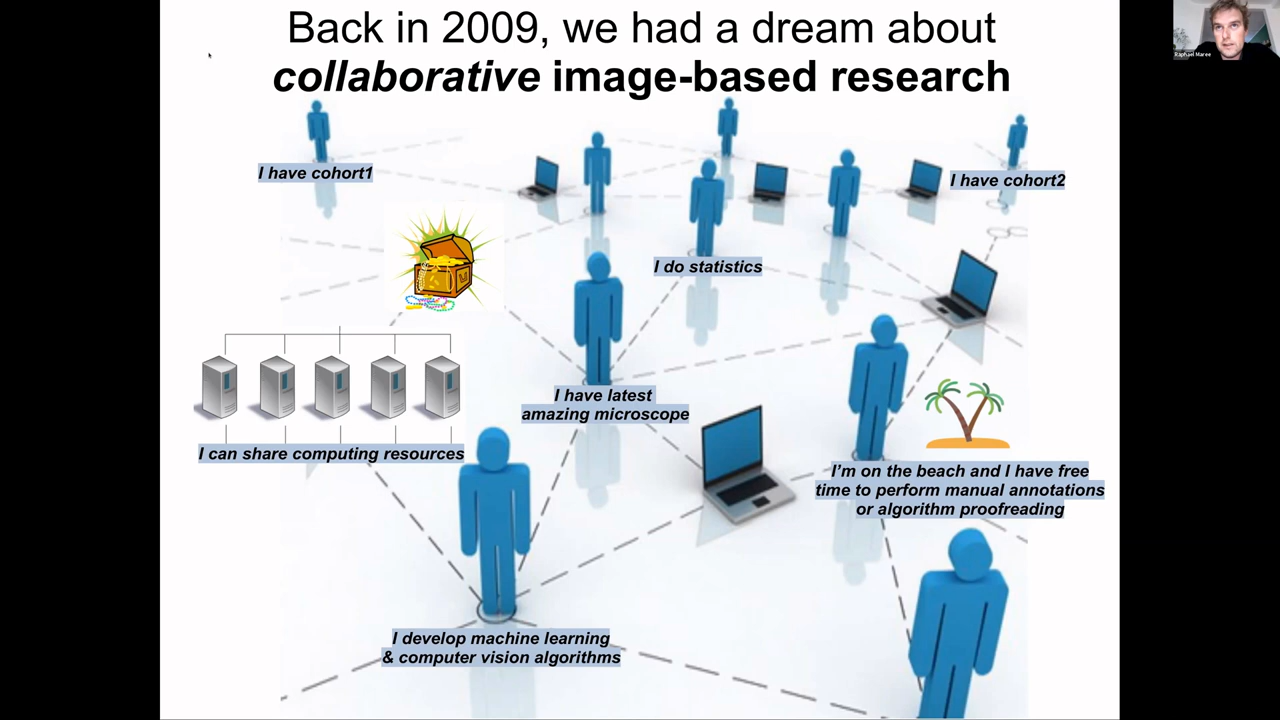 Back in 2009, we had a dream about
collaborative image-based research
Raphael Maree
I have cohort1
I have cohort2
I do statistics
I have latest
amazing microscope
I can share computing resources
I'm on the beach and I have free
time to perform manual annotations
or algorithm proofreading
I develop machine learning
& computer vision algorithms